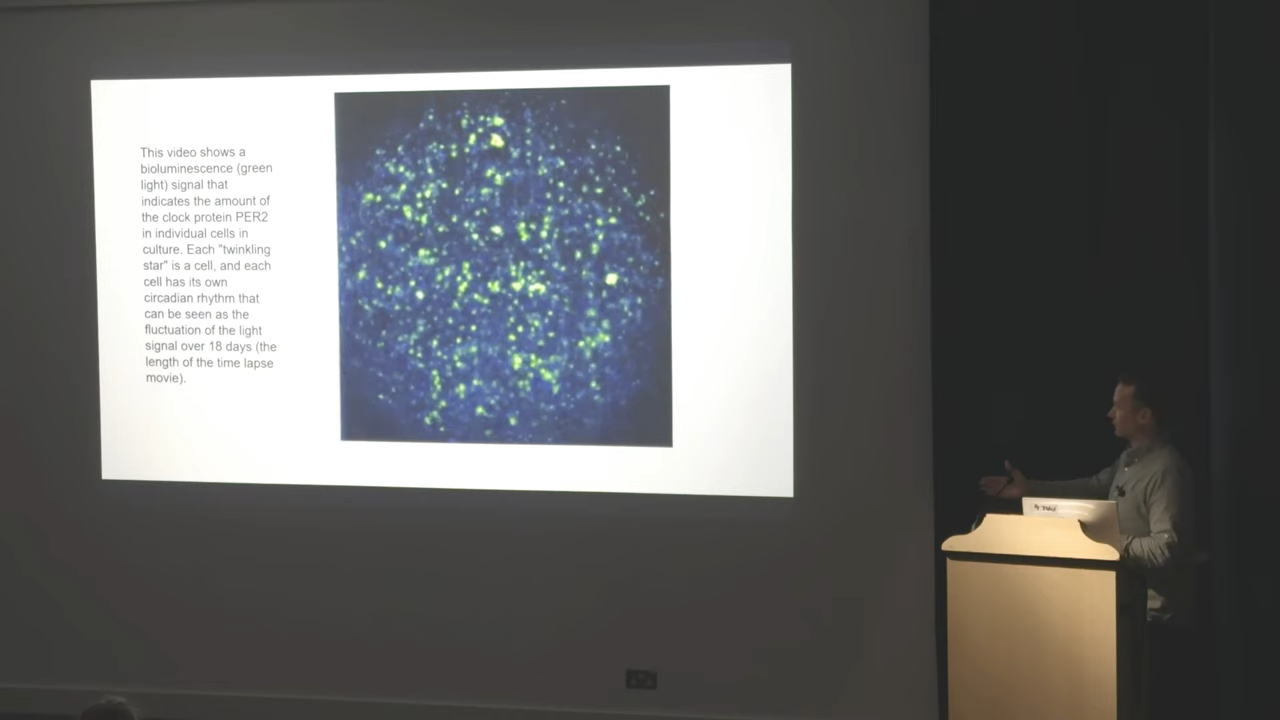 This video shows a
bioluminescence (green
light) signal that
indicates the amount of
the clock protein PER2
in individual cells in
culture. Each "twinkling
star" is a cell, and each
cell has its own
circadian rhythm that
can be seen as the
fluctuation of the light
signal over 18 days (the
length of the time lapse
movie).